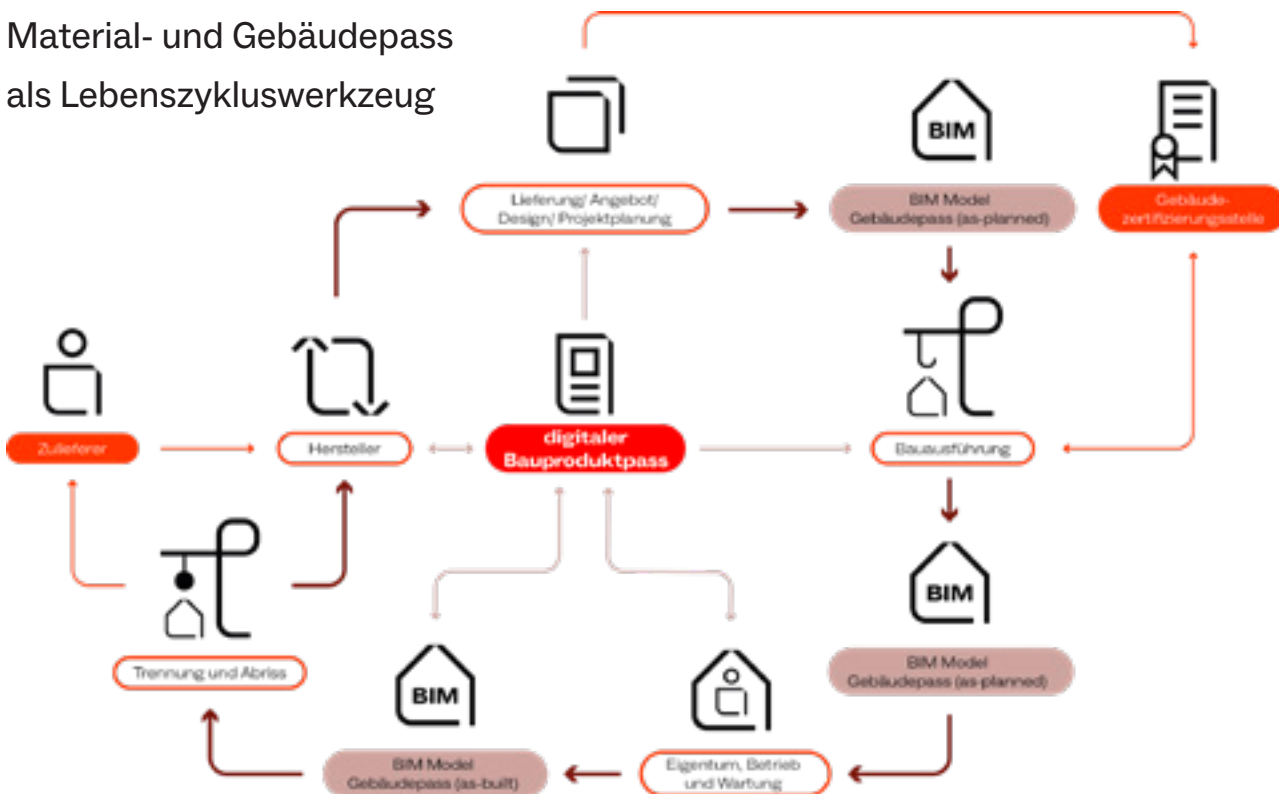 Material- und Gebäudepass
als Lebenszykluswerkzeug
BIM
Lieferung/ Angebot/
Design/ Projektplanung
BIM Model
Gebäudepass (as-planned)
Gebäude-
zertifizierungsstelle
Zulieferer
Hersteller
digitaler
Bauproduktpass
Bauausführung
BIM
Trennung und Abriss
BIM Model
Gebäudepass (as-planned)
BIM
BIM Model
Gebäudepass (as-built)
Eigentum, Betrieb
und Wartung